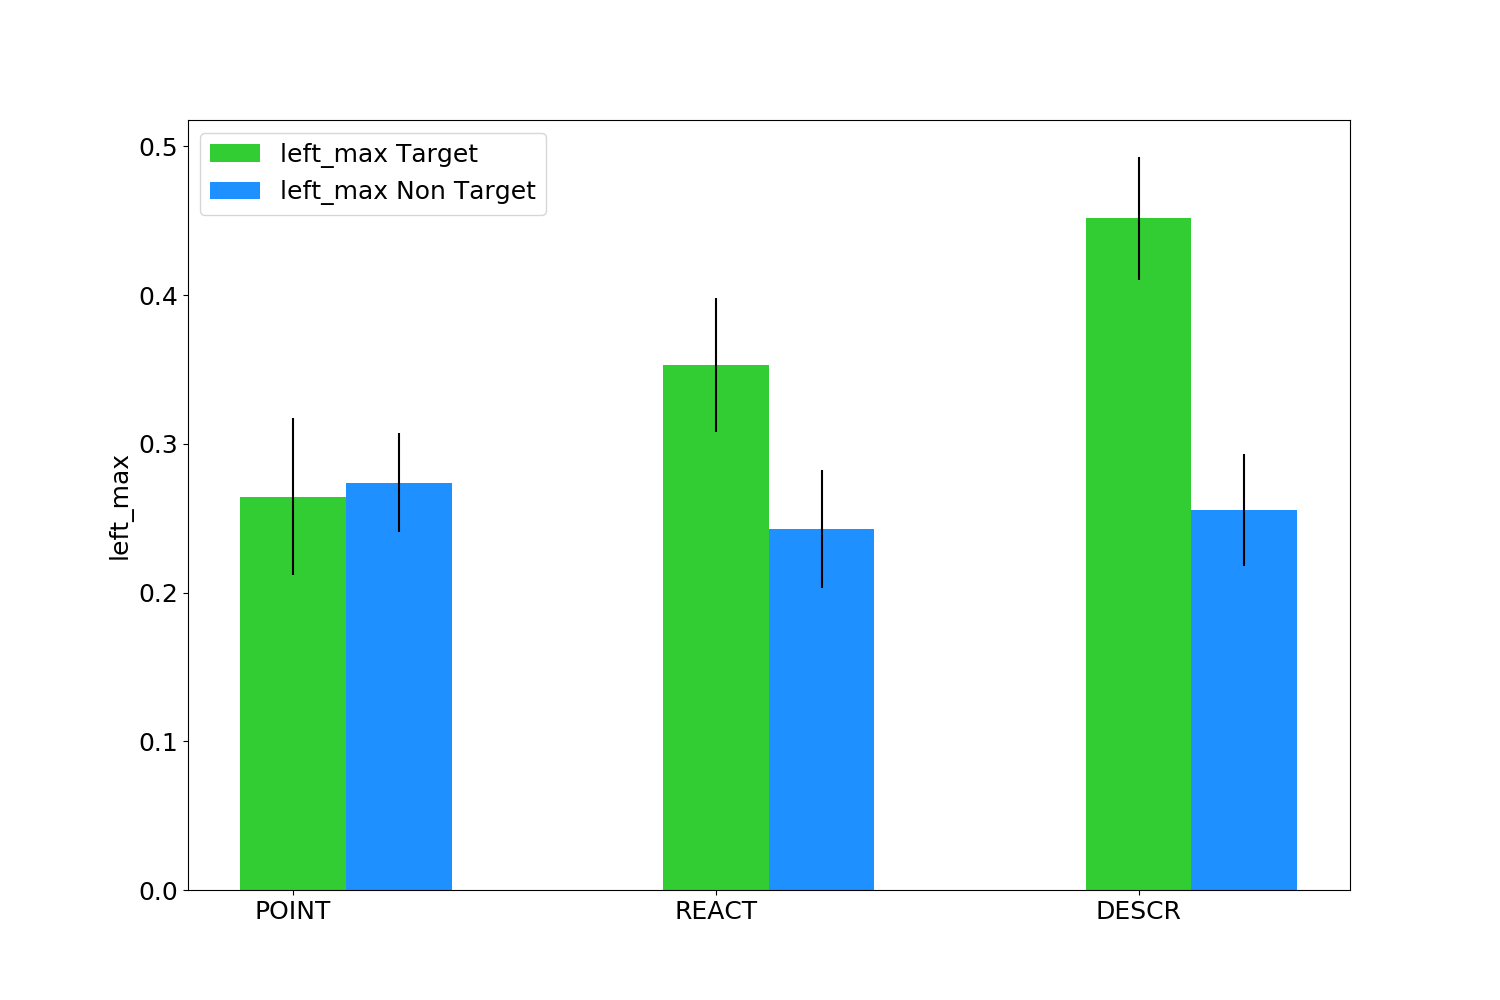 left_max Target
left_max Non Target
0.5
0.4
0.3
0.2
0.1
0.0
left_max
POINT REACT DESCR